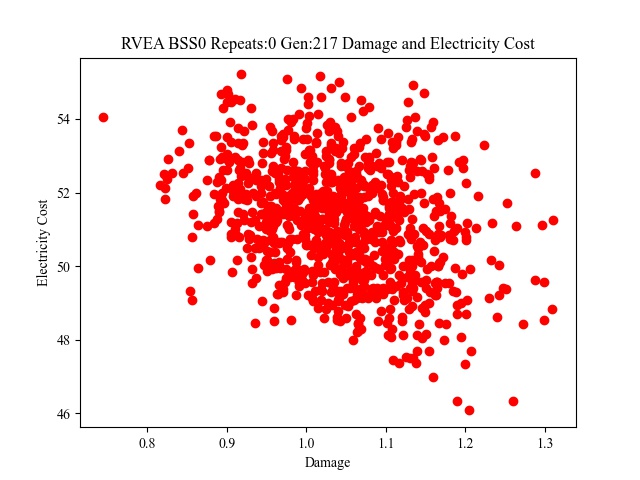 RVEA BSS0 Repeats:0 Gen:217 Damage and Electricity Cost
54
52
50
48
46
Electricity Cost
0.8 0.9 1.0 1.1 1.2 1.3
Damage